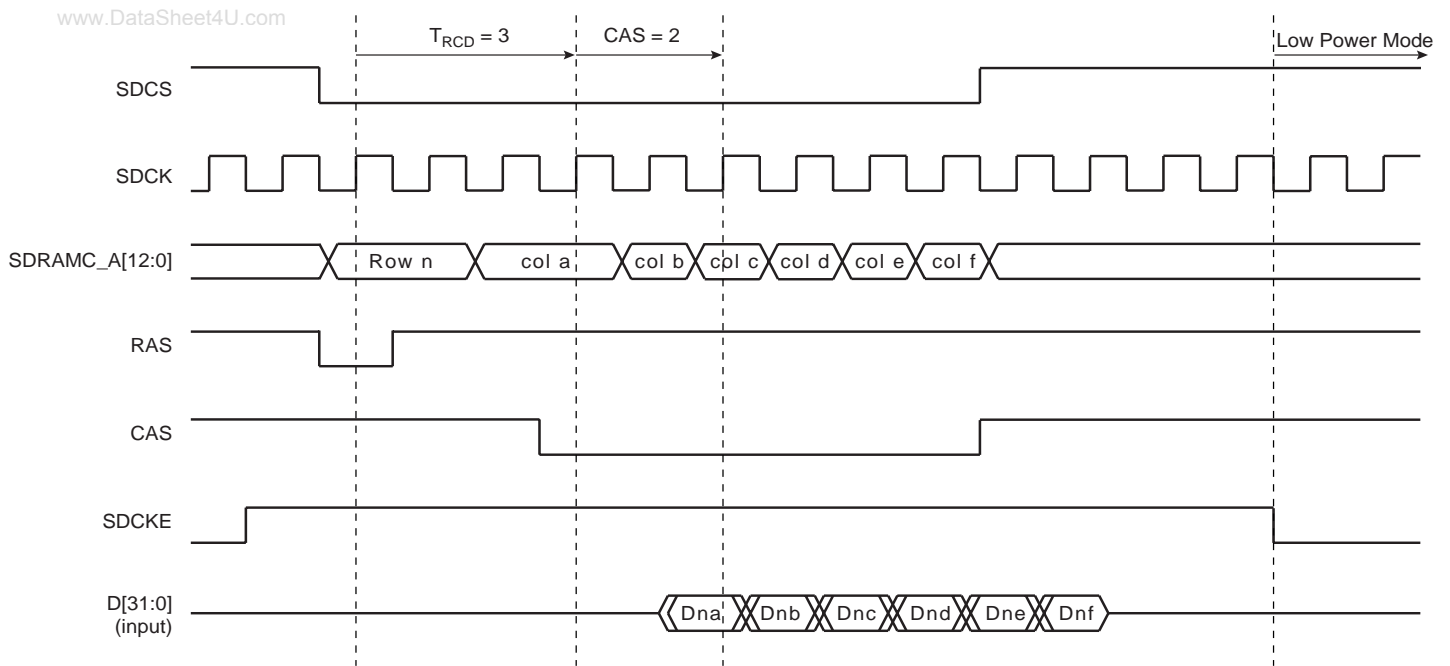 www.DataSheet4U.com
TRCD = 3
CAS = 2
Low Power Mode
SDCS
SDCK
SDRAMC_A[12:0]
Row n
col a
col b
col c
col d
col e
col f
RAS
CAS
SDCKE
D[31:0]
(input)
Dna
Dnb
Dnc
Dnd
Dne
Dnf